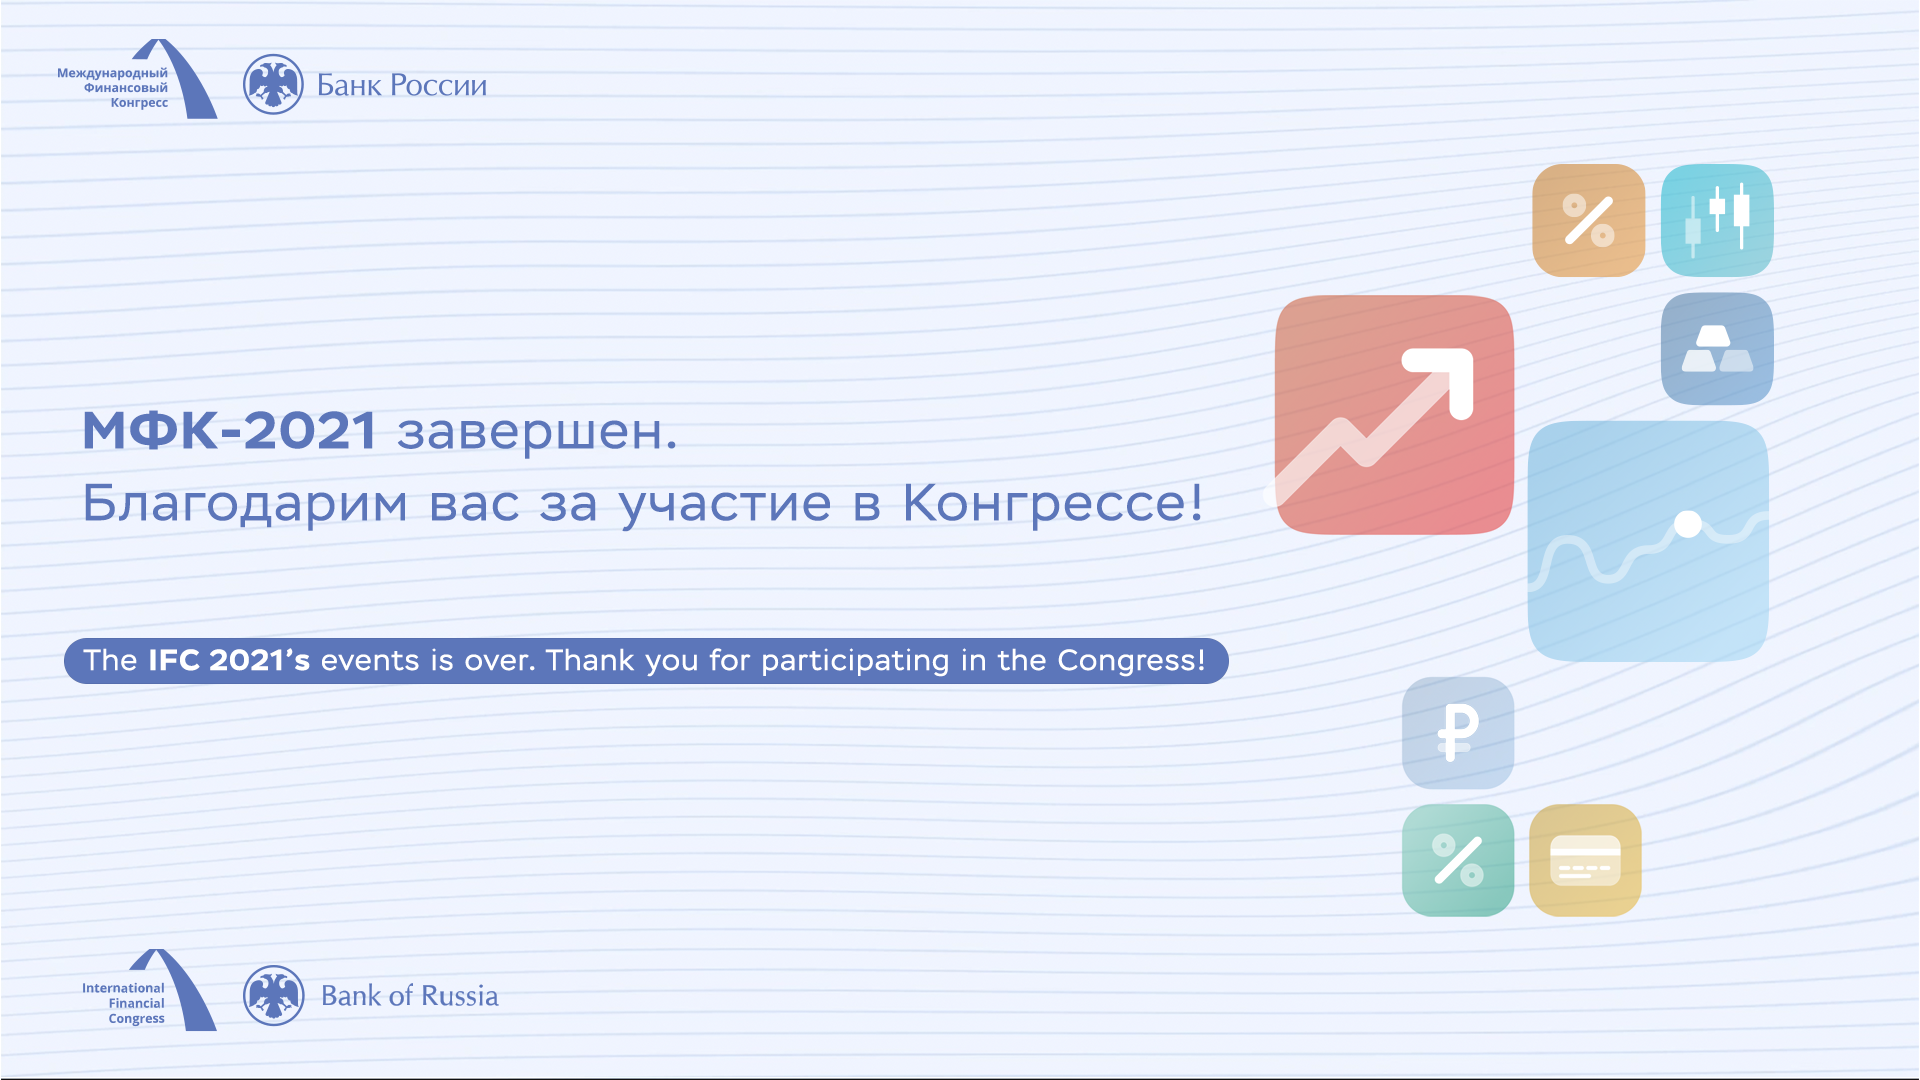 Международный
Финансовый
Конгресс
Банк России
МФК-2021 завершен.
Благодарим вас за участие в Конгрессе!
The IFC 2021’s events is over. Thank you for participating in the Congress!
International
Financial
Congress
Bank of Russia